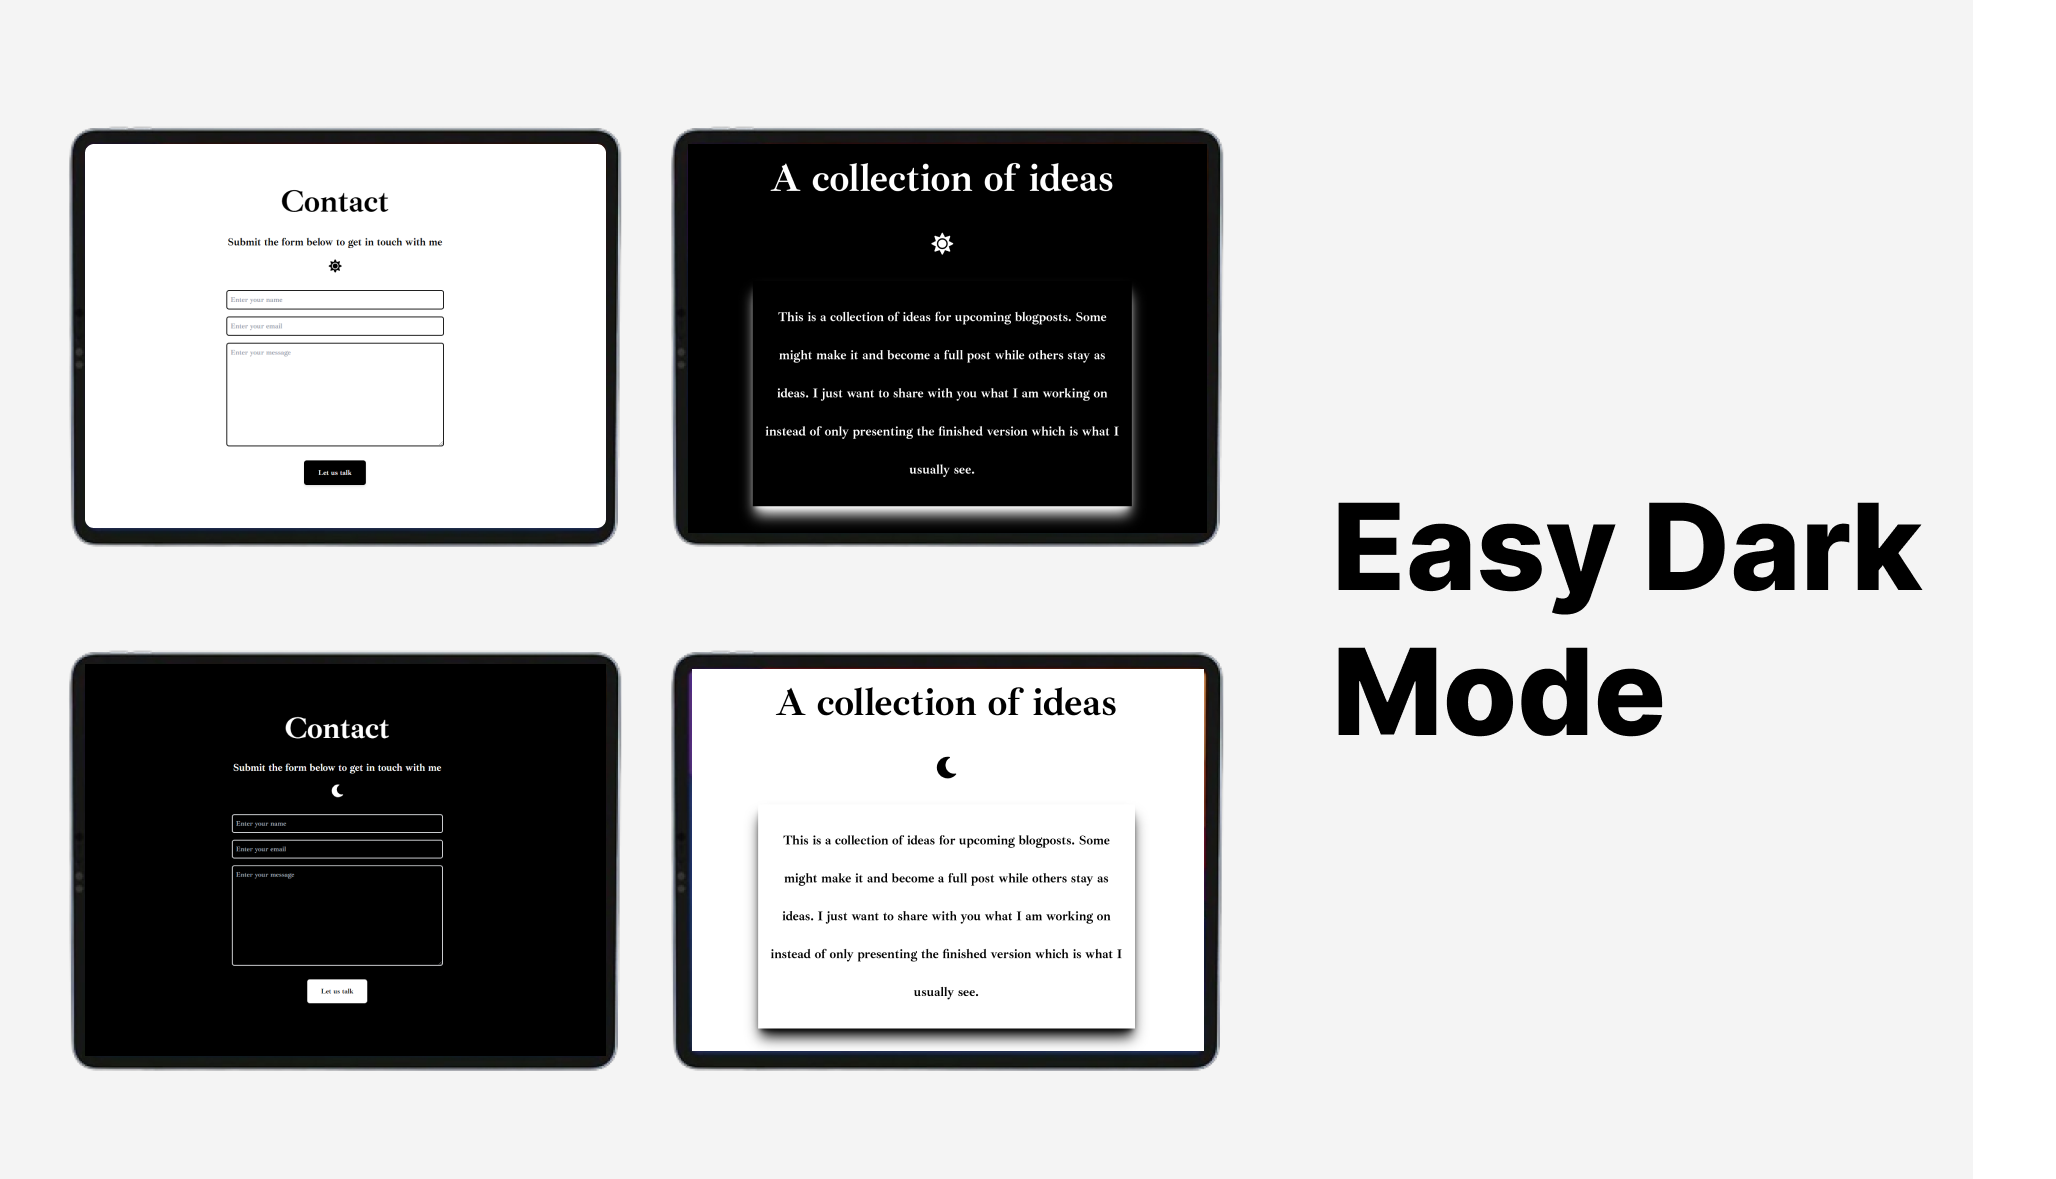 Contact
Submit the form below to get in touch with me
Enter your name
Enter your email
Enter your message
Let us talk
A collection of ideas
This is a collection of ideas for upcoming blogposts. Some
might make it and become a full post while others stay as
ideas. I just want to share with you what I am working on
instead of only presenting the finished version which is what I
usually see.
Contact
Submit the form below to get in touch with me
Enter your name
Enter your email
Enter your message
Let us talk
A collection of ideas
This is a collection of ideas for upcoming blogposts. Some
might make it and become a full post while others stay as
ideas. I just want to share with you what I am working on
instead of only presenting the finished version which is what I
usually see.
Easy Dark
Mode